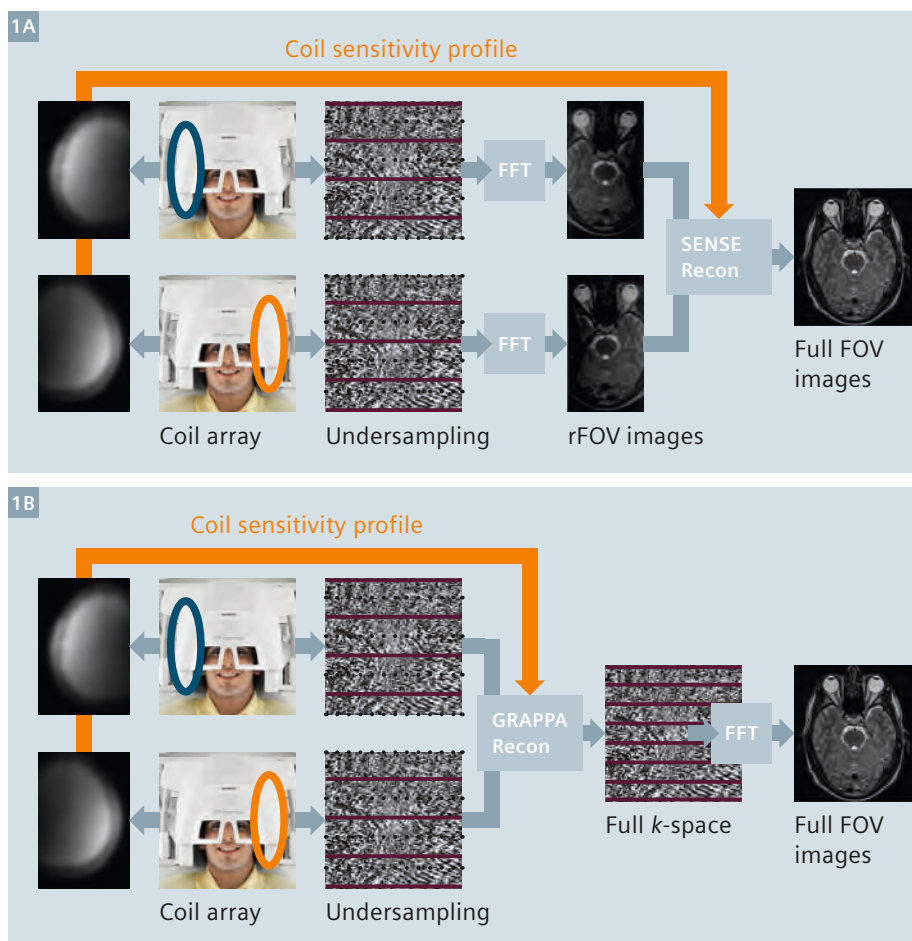 1A
Coil sensitivity profile
FFT
SENSE
Recon
FFT
Full FOV
images
Coil array
Undersampling
rFOV images
1B
Coil sensitivity profile
GRAPPA
Recon
FFT
Full k-space
Full FOV
images
Coil array
Undersampling